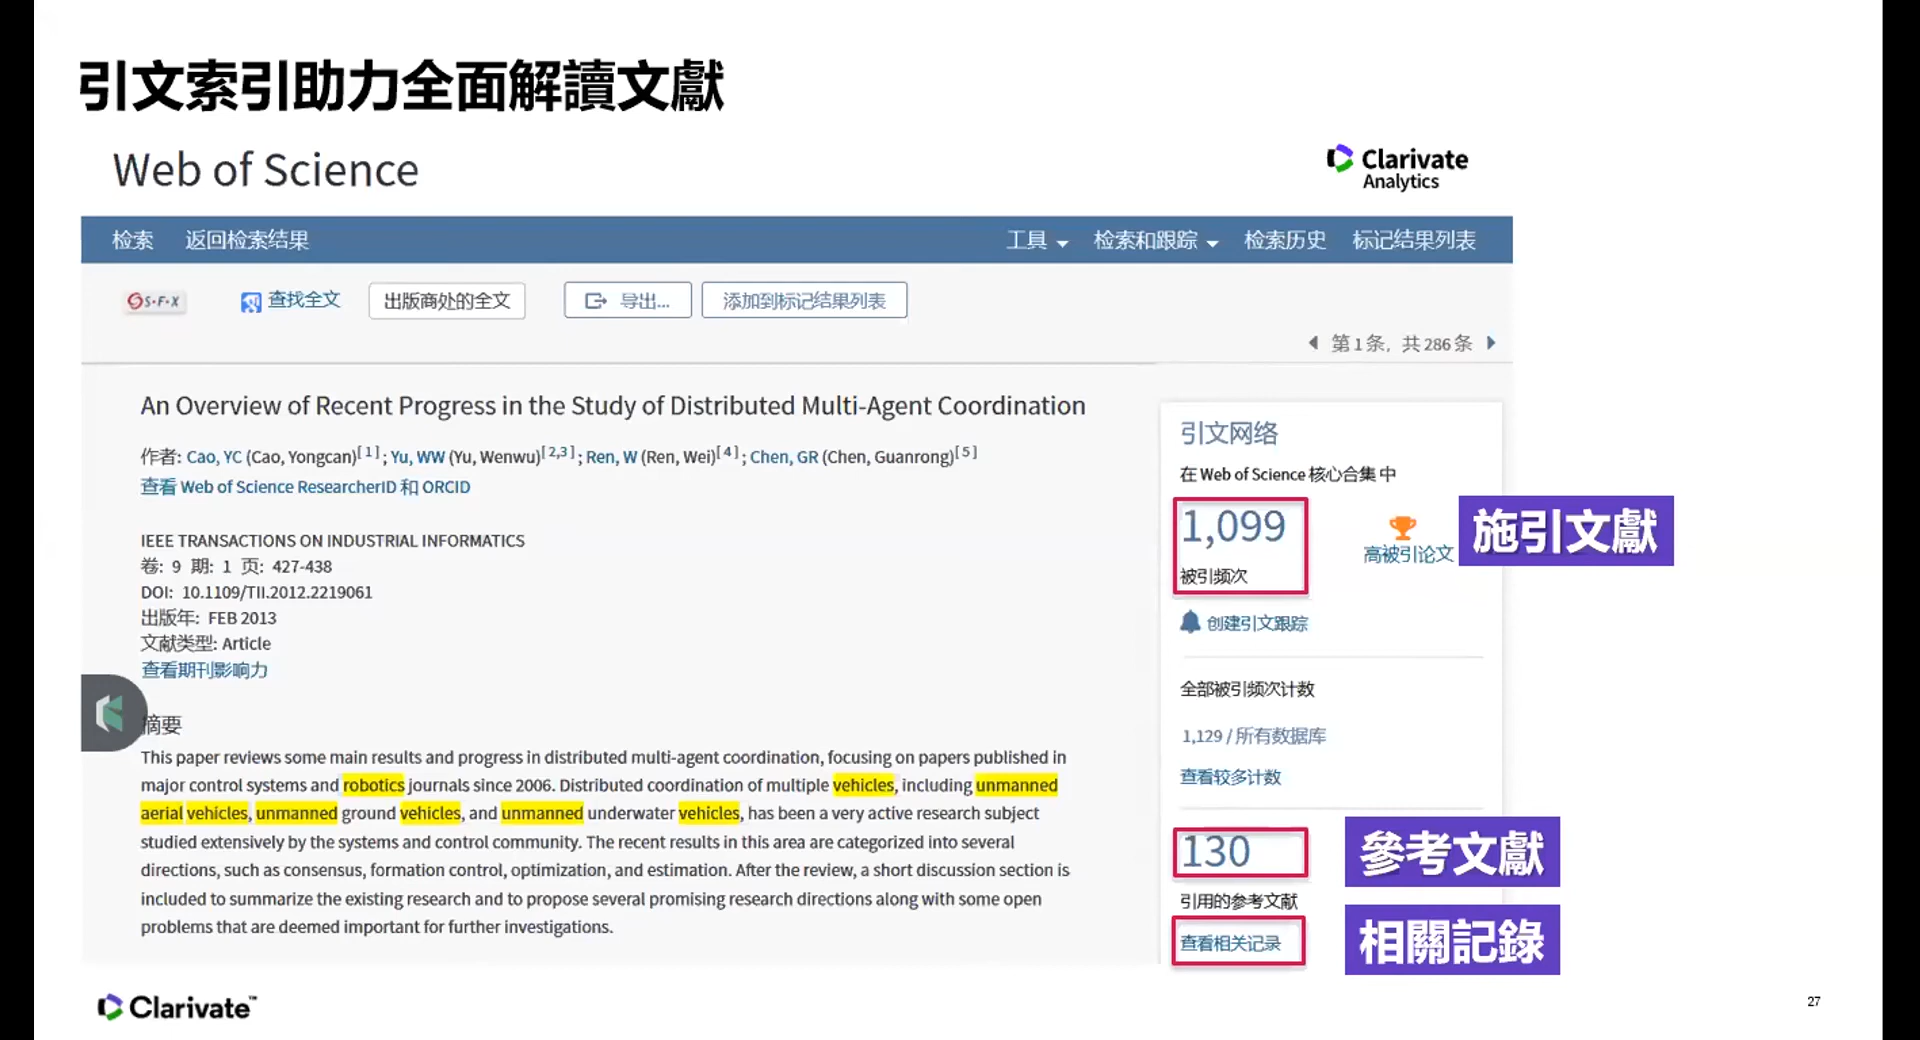 引文索引助力全面解讀文獻
Web of Science
Clarivate
Analytics
检索 返回检索结果 工具 检索和跟踪 检索历史 标记结果列表
S·F·X 查找全文 出版商处的全文 导出... 添加到标记结果列表
第 1 条, 共 286 条
An Overview of Recent Progress in the Study of Distributed Multi-Agent Coordination
作者: Cao, YC (Cao, Yongcan)[ 1 ] ; Yu, WW (Yu, Wenwu)[ 2,3 ] ; Ren, W (Ren, Wei)[ 4 ] ; Chen, GR (Chen, Guanrong)[ 5 ]
查看 Web of Science ResearcherID 和 ORCID
IEEE TRANSACTIONS ON INDUSTRIAL INFORMATICS
卷: 9 期: 1 页: 427-438
DOI: 10.1109/TII.2012.2219061
出版年: FEB 2013
文献类型: Article
查看期刊影响力
摘要
This paper reviews some main results and progress in distributed multi-agent coordination, focusing on papers published in
major control systems and robotics journals since 2006. Distributed coordination of multiple vehicles, including unmanned
aerial vehicles, unmanned ground vehicles, and unmanned underwater vehicles, has been a very active research subject
studied extensively by the systems and control community. The recent results in this area are categorized into several
directions, such as consensus, formation control, optimization, and estimation. After the review, a short discussion section is
included to summarize the existing research and to propose several promising research directions along with some open
problems that are deemed important for further investigations.
引文网络
在 Web of Science 核心合集 中
1,099
被引频次
高被引论文
施引文獻
创建引文跟踪
全部被引频次计数
1,129 / 所有数据库
查看较多计数
130
參考文獻
引用的参考文献
查看相关记录
相關記錄
Clarivate™
27